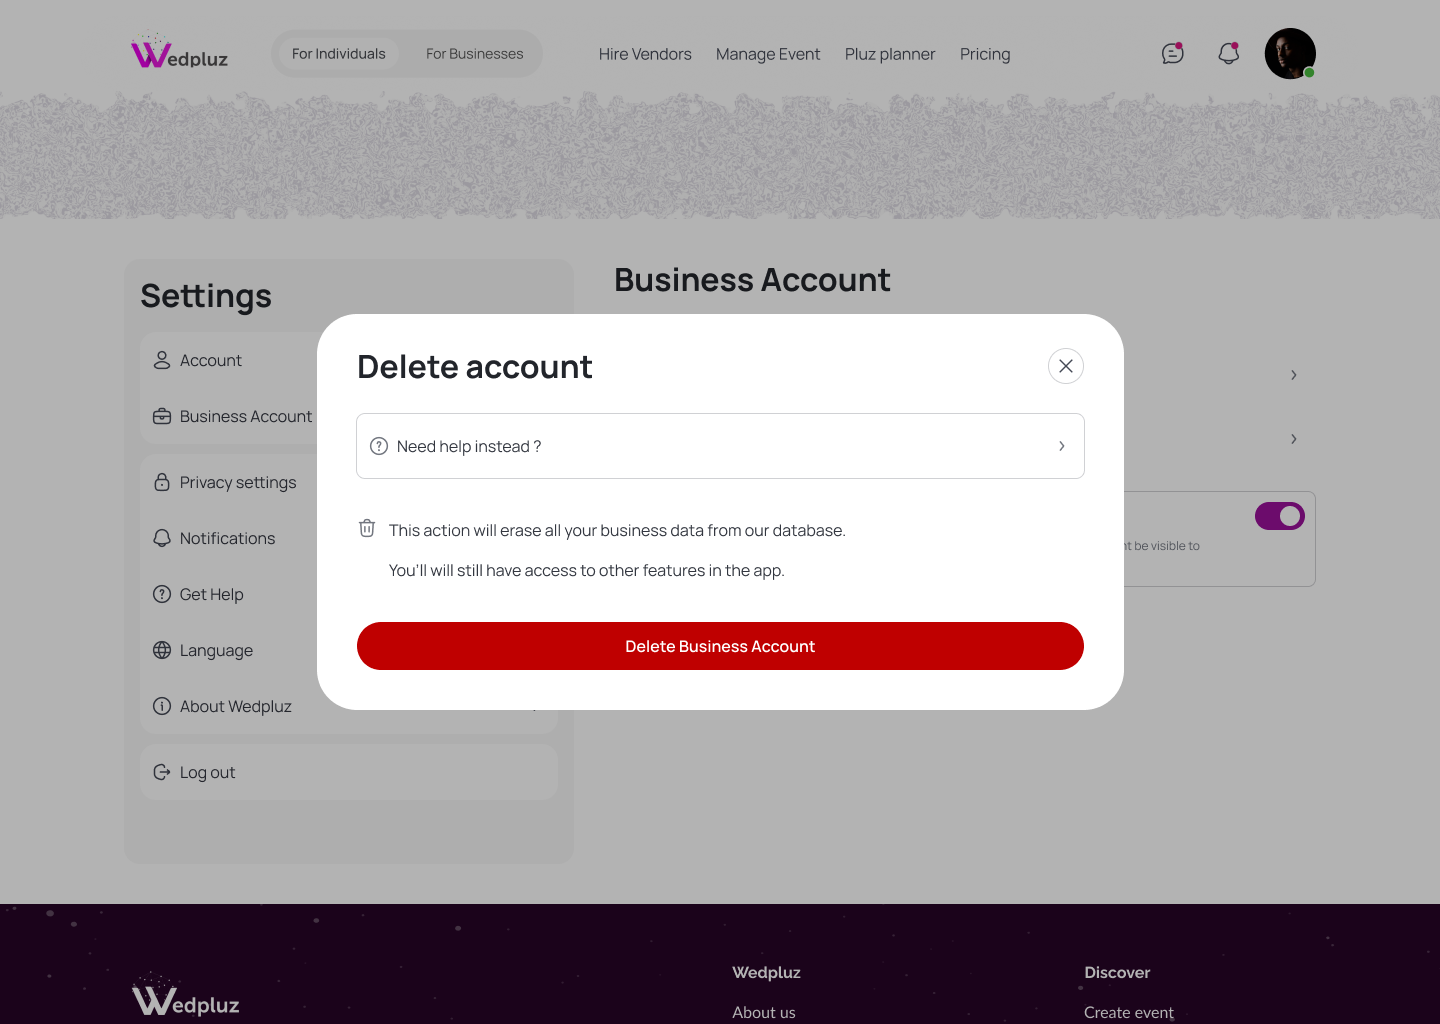 Wedpluz
For Individuals
For Businesses
Hire Vendors
Manage Event
Pluz planner
Pricing
Settings
Account
Business Account
Privacy settings
Notifications
Get Help
Language
About Wedpluz
Log out
Business Account
be visible to
Delete account
Need help instead ?
This action will erase all your business data from our database.
You'll will still have access to other features in the app.
Delete Business Account
Wedpluz
Wedpluz
About us
Discover
Create event